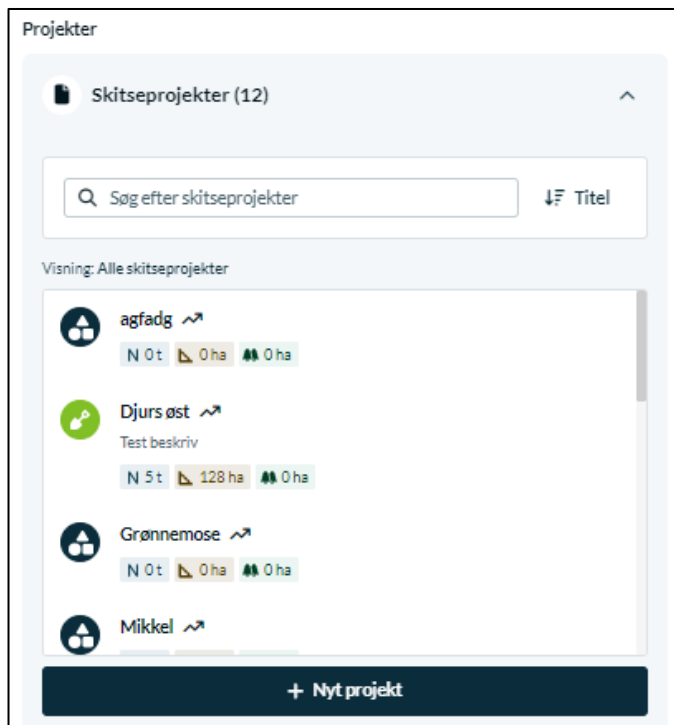 Projekter
Skitseprojekter (12)
Søg efter skitseprojekter
Titel
Visning: Alle skitseprojekter
agfadg
N 0 t 0 ha 0 ha
Djurs øst
Test beskriv
N 5 t 128 ha 0 ha
Grønnemose
N 0 t 0 ha 0 ha
Mikkel
+ Nyt projekt